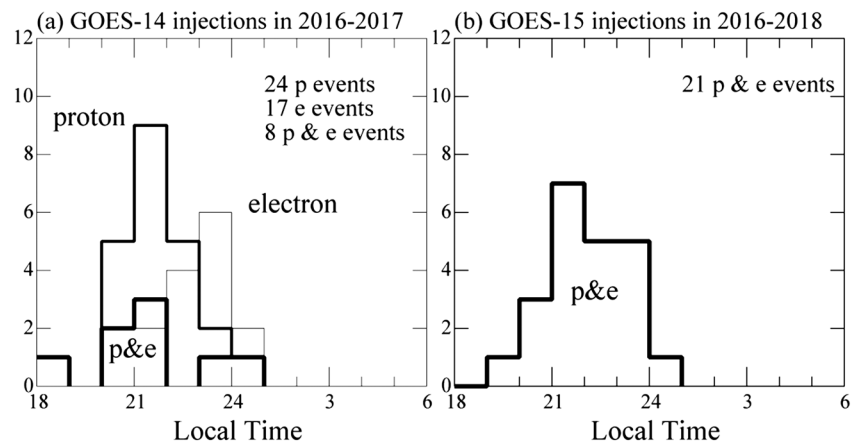 (a) GOES-14 injections in 2016-2017
(b) GOES-15 injections in 2016-2018
12
10
8
6
4
2
0
24 p events
17 e events
8 p & e events
proton
electron
p&e
18
21
24
3
6
Local Time
12
10
8
6
4
2
0
21 p & e events
p&e
18
21
24
3
6
Local Time